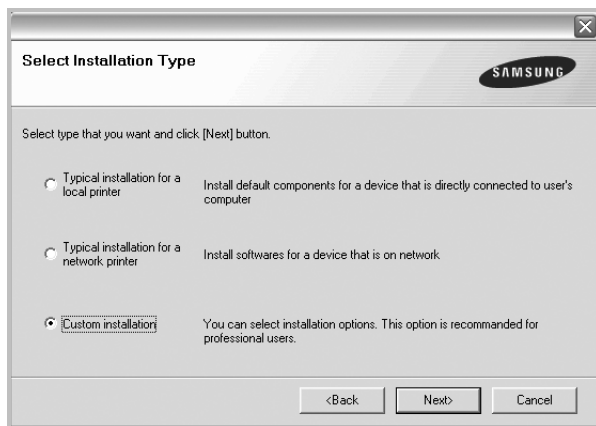 Select Installation Type
SAMSUNG
Select type that you want and click [Next] button.
Typical installation for a
local printer
Install default components for a device that is directly connected to user's
computer
Typical installation for a
network printer
Install softwares for a device that is on network
Custom installation
You can select installation options. This option is recommanded for
professional users.
<Back
Next>
Cancel